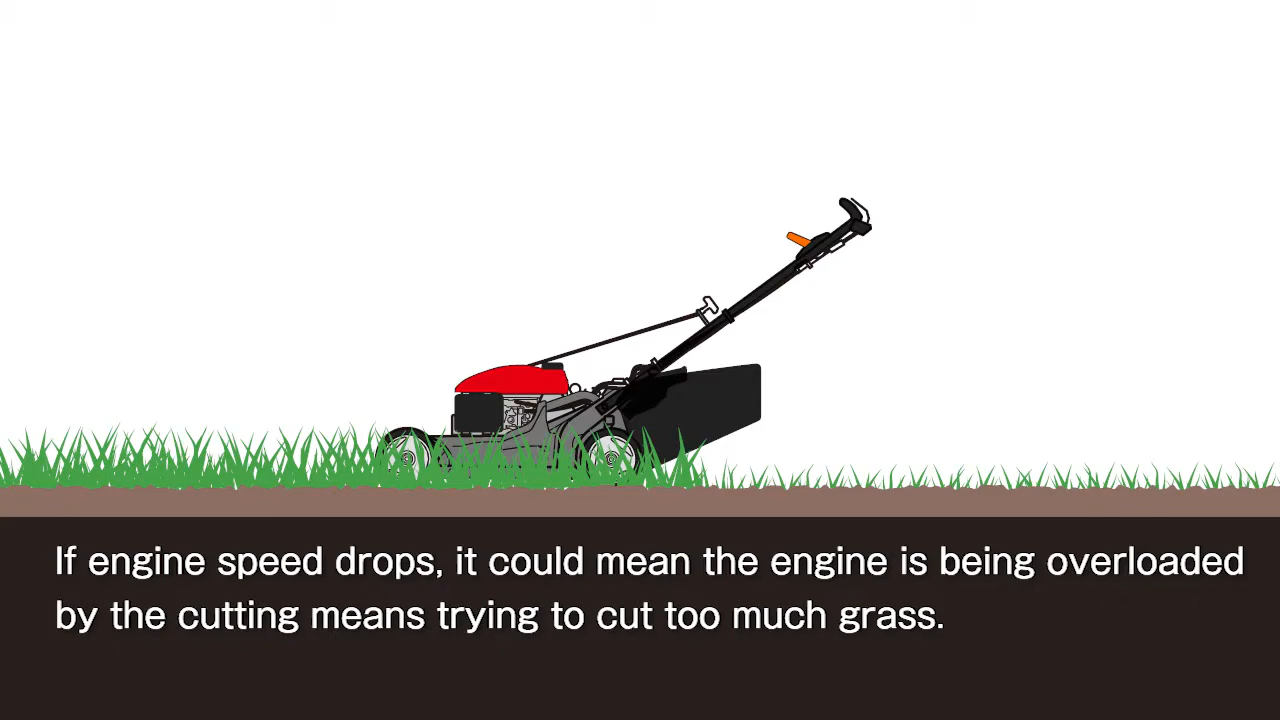 If engine speed drops, it could mean the engine is being overloaded
by the cutting means trying to cut too much grass.